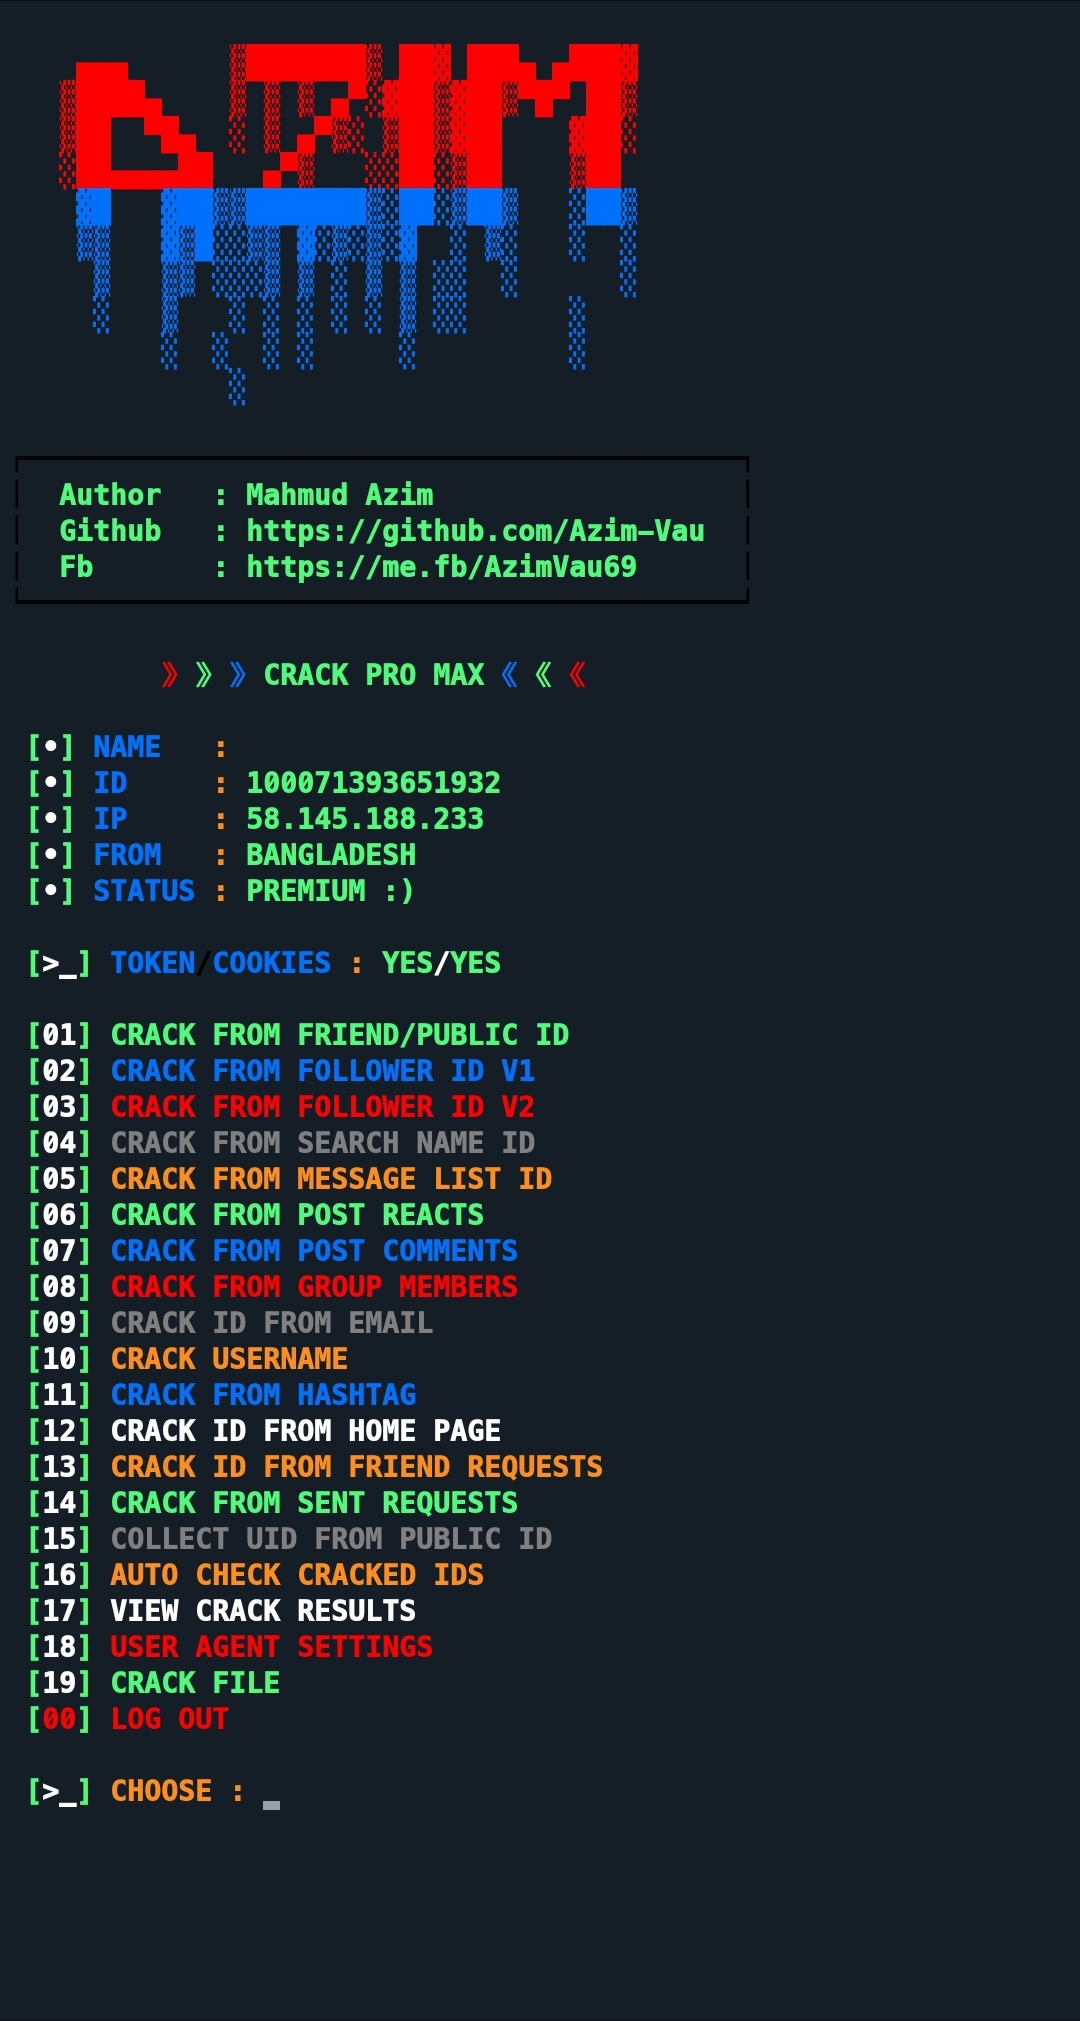 AZIM
Author : Mahmud Azim
Github : https://github.com/Azim-Vau
Fb : https://me.fb/AzimVau69
》 》 》 CRACK PRO MAX 《 《 《
[•] NAME :
[•] ID : 100071393651932
[•] IP : 58.145.188.233
[•] FROM : BANGLADESH
[•] STATUS : PREMIUM :)
[>_] TOKEN/COOKIES : YES/YES
[01] CRACK FROM FRIEND/PUBLIC ID
[02] CRACK FROM FOLLOWER ID V1
[03] CRACK FROM FOLLOWER ID V2
[04] CRACK FROM SEARCH NAME ID
[05] CRACK FROM MESSAGE LIST ID
[06] CRACK FROM POST REACTS
[07] CRACK FROM POST COMMENTS
[08] CRACK FROM GROUP MEMBERS
[09] CRACK ID FROM EMAIL
[10] CRACK USERNAME
[11] CRACK FROM HASHTAG
[12] CRACK ID FROM HOME PAGE
[13] CRACK ID FROM FRIEND REQUESTS
[14] CRACK FROM SENT REQUESTS
[15] COLLECT UID FROM PUBLIC ID
[16] AUTO CHECK CRACKED IDS
[17] VIEW CRACK RESULTS
[18] USER AGENT SETTINGS
[19] CRACK FILE
[00] LOG OUT
[>_] CHOOSE : _